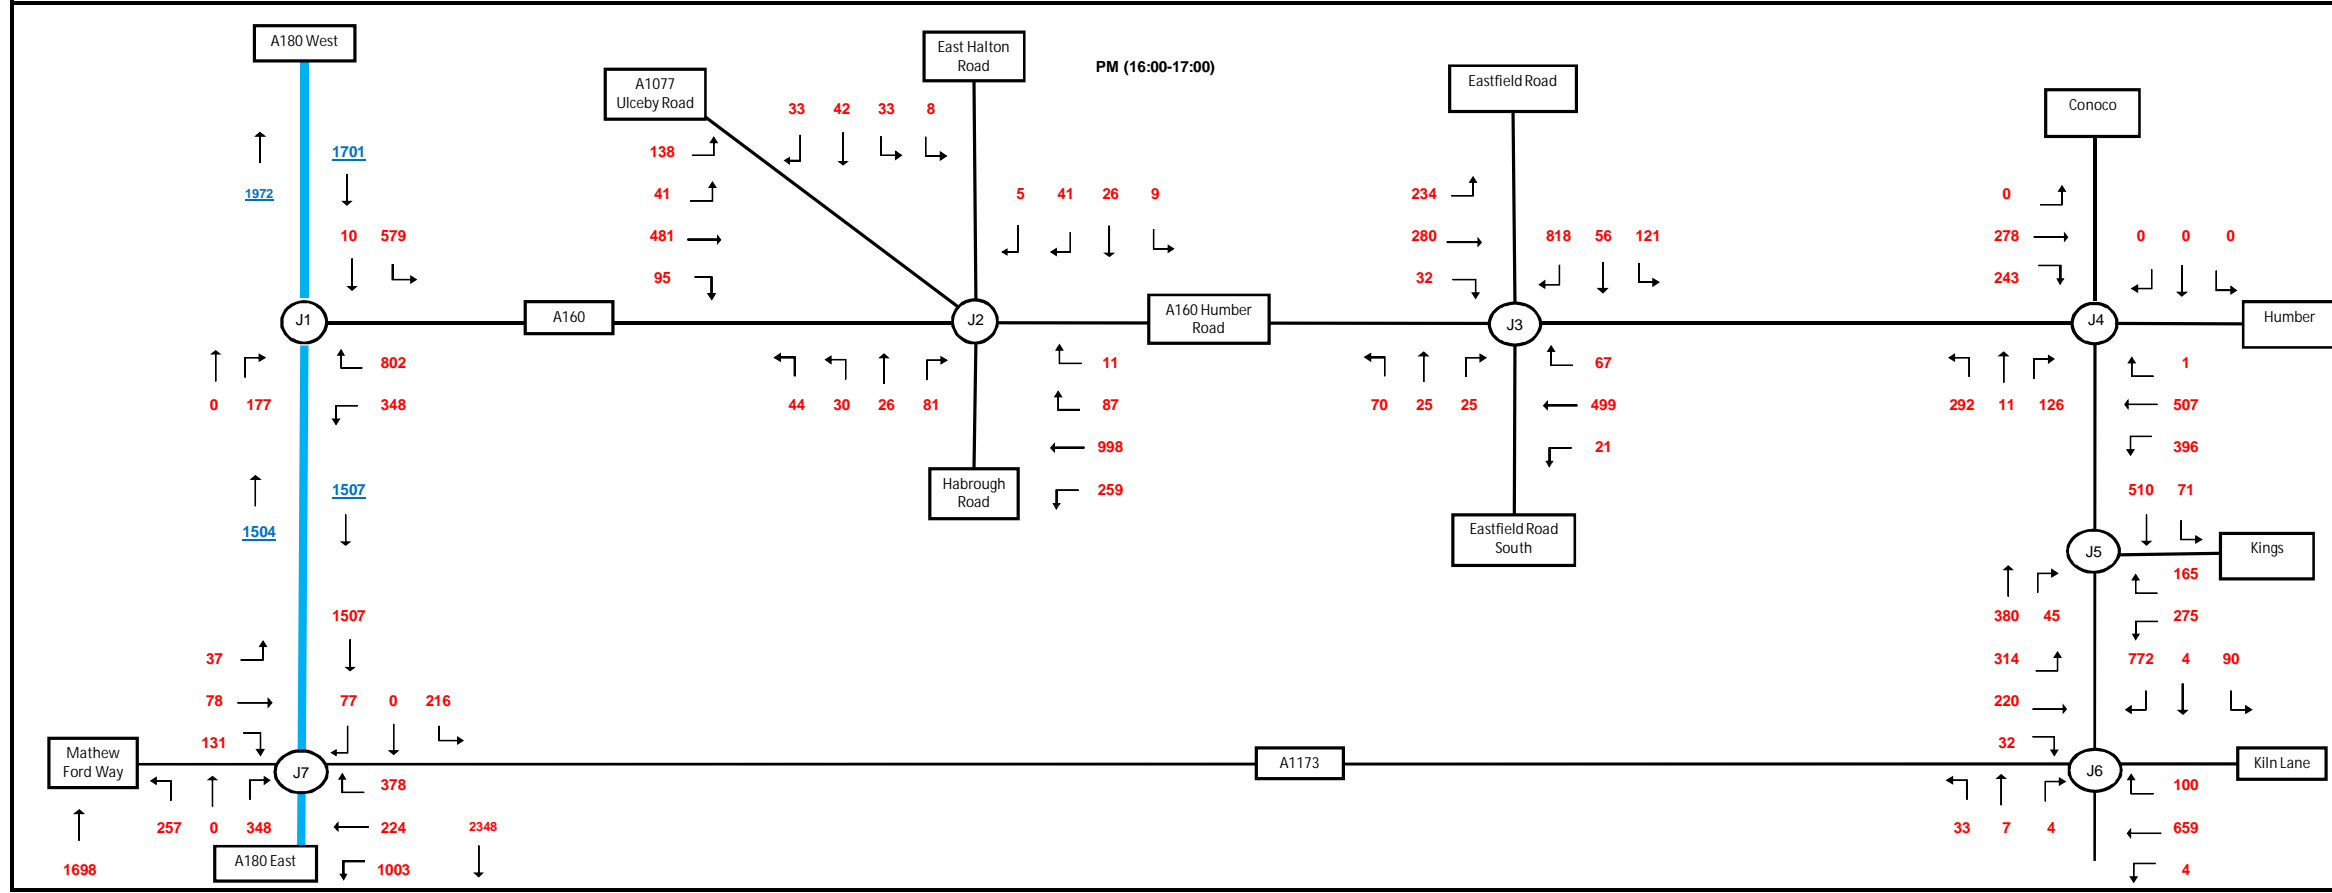 A180 West
East Halton
Road
PM (16:00-17:00)
A1077
Ulceby Road
Eastfield Road
Conoco
33 42 33 8
138
1701
1972
41
5 41 26 9
234
0
10 579
481
280
818 56 121
278
0 0 0
95
32
243
J1
A160
J2
A160 Humber
Road
J3
J4
Humber
802
11
67
1
0 177
348
44 30 26 81
87
70 25 25
499
292 11 126
507
998
21
396
Habrough
Road
259
1507
1504
510 71
Eastfield Road
South
J5
Kings
165
1507
380 45
275
37
314
772 4 90
78
77 0 216
220
131
32
Mathew
Ford Way
J7
A1173
J6
Kiln Lane
378
100
257 0 348
224
2348
33 7 4
659
1698
A180 East
1003
4